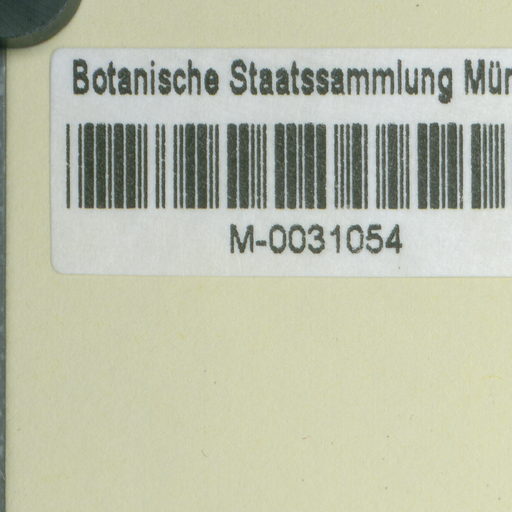 Botanische Staatssammlung Mün
M-0031054